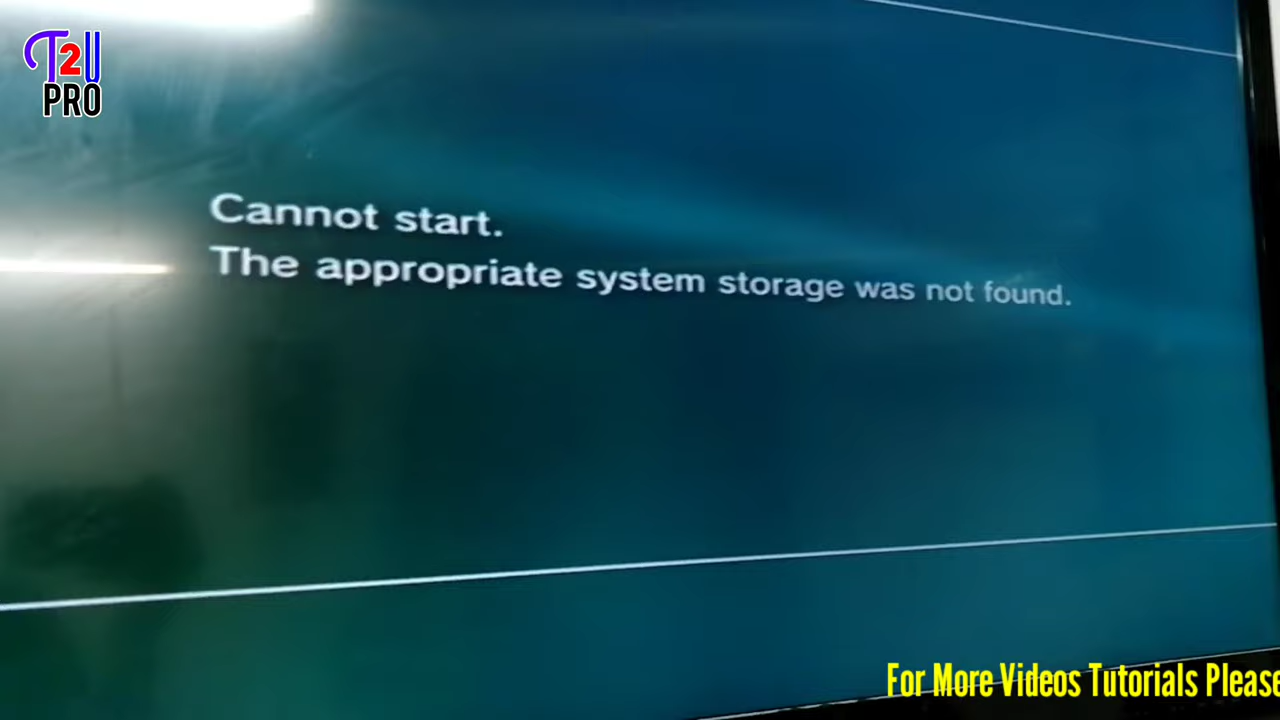 T2U
PRO
Cannot start.
The appropriate system storage was not found.
For More Videos Tutorials Please